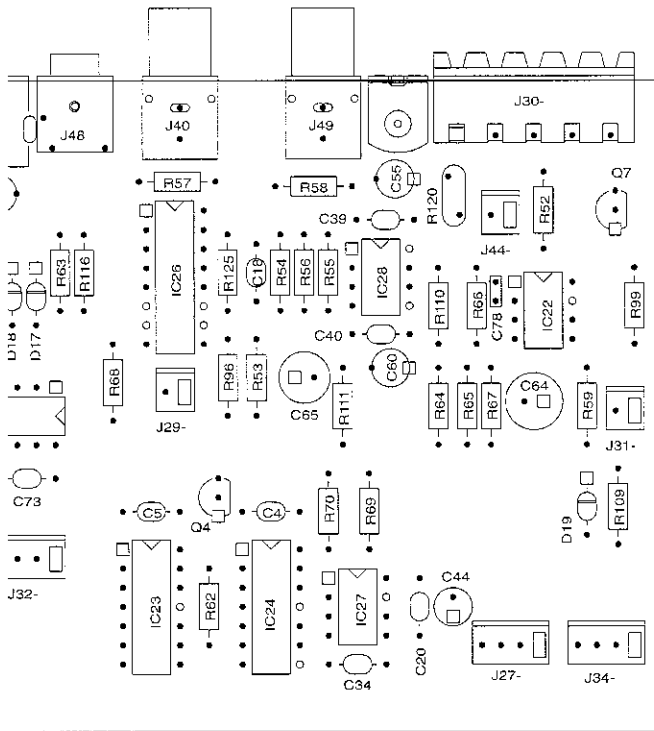 J48
J40
J49
J30-
R57
R58
C55
R120
Q7
C39
J44-
R52
R63
R116
IC26
R125
C18
R54
R56
R55
IC28
R110
R66
C78
IC22
R99
D18
D17
C40
C60
R68
J29-
R96
R53
C65
R111
R64
R65
R67
C64
R59
J31-
C73
C5
Q4
C4
R70
R69
D19
R109
J32-
IC23
R62
IC24
IC27
C34
C20
C44
J27-
J34-